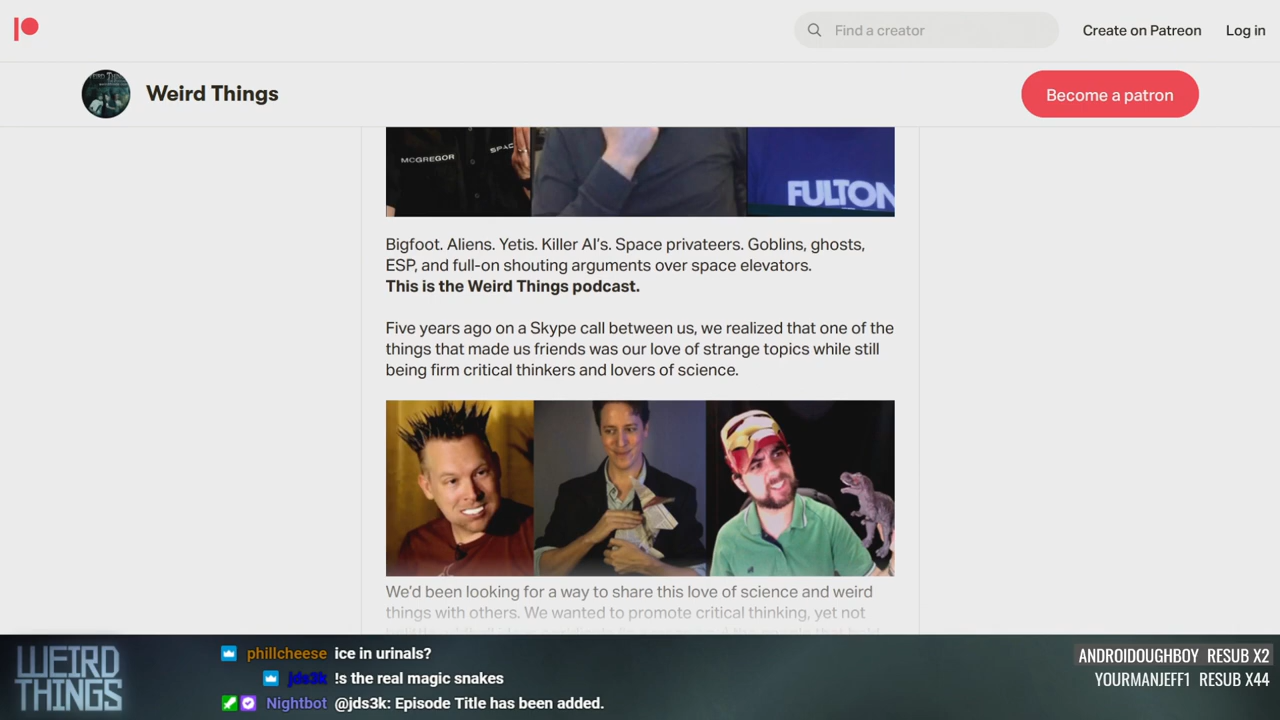 Find a creator
Create on Patreon
Log in
WEIRD THINGS
Weird Things
Become a patron
MCGREGOR
SPAC
FULTON
Bigfoot. Aliens. Yetis. Killer AI's. Space privateers. Goblins, ghosts,
ESP, and full-on shouting arguments over space elevators.
This is the Weird Things podcast.
Five years ago on a Skype call between us, we realized that one of the
things that made us friends was our love of strange topics while still
being firm critical thinkers and lovers of science.
We'd been looking for a way to share this love of science and weird
things with others. We wanted to promote critical thinking, yet not
WEIRD
THINGS
phillcheese ice in urinals?
jds3k !s the real magic snakes
Nightbot @jds3k: Episode Title has been added.
ANDROIDOUGHBOY RESUB X2
YOURMANJEFF1 RESUB X44